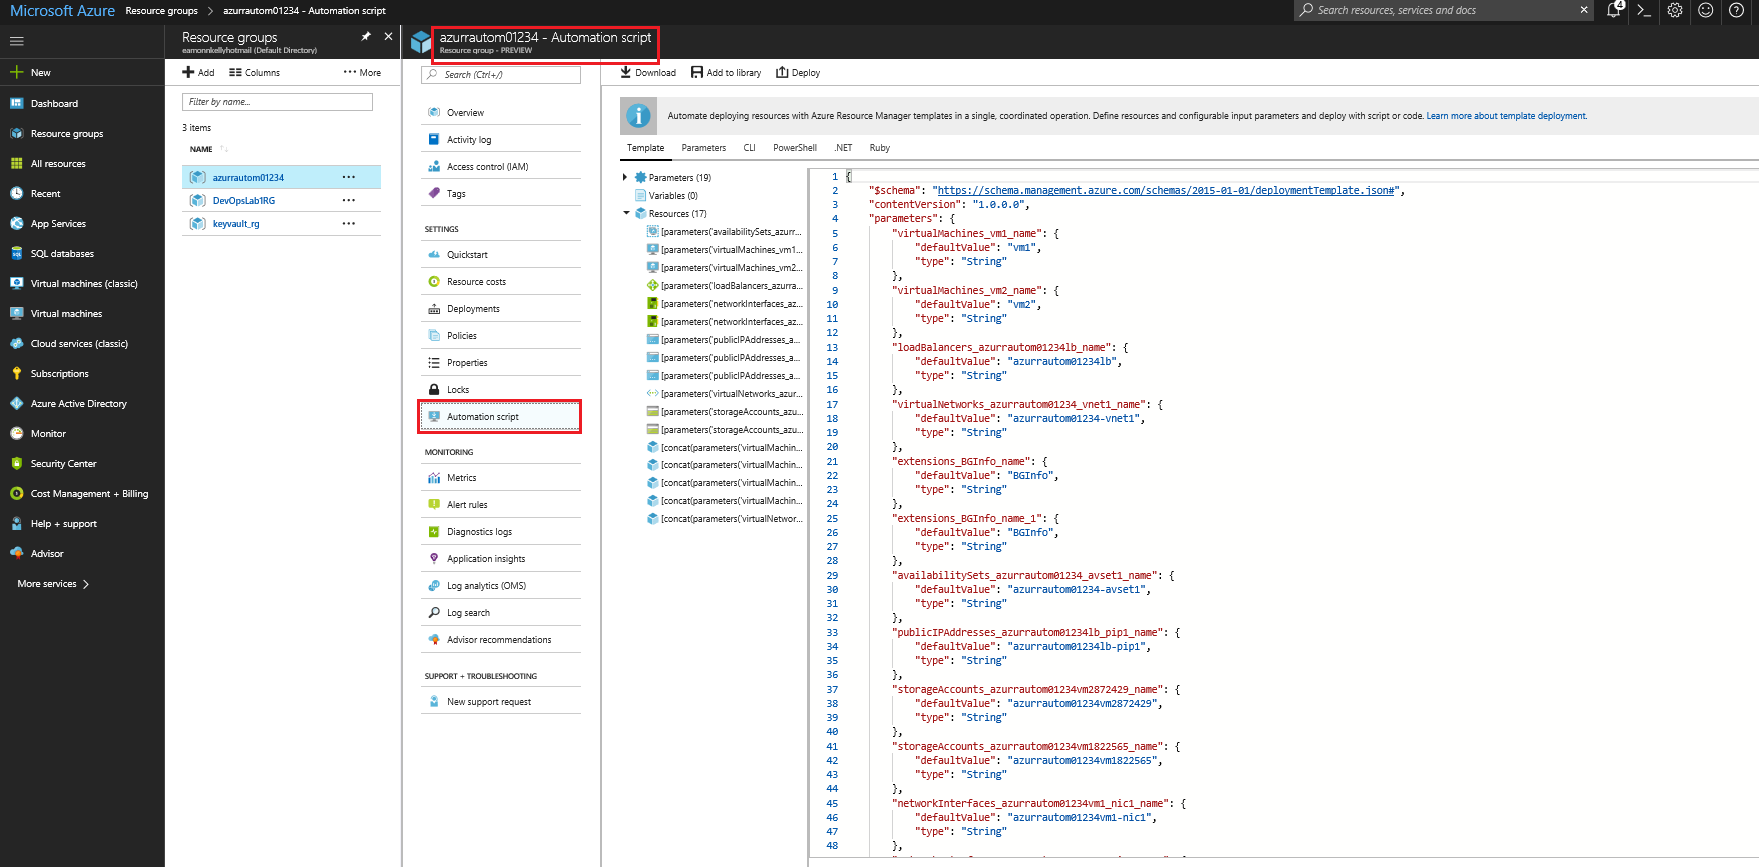 Microsoft Azure Resource groups > azurrautom01234 - Automation script
Search resources, services and docs
4
New
Dashboard
Resource groups
All resources
Recent
App Services
SQL databases
Virtual machines (classic)
Virtual machines
Cloud services (classic)
Subscriptions
Azure Active Directory
Monitor
Security Center
Cost Management + Billing
Help + support
Advisor
More services >
Resource groups
eamonnkellyhotmail (Default Directory)
Add Columns ··· More
Filter by name...
3 items
NAME
azurrautom01234 ···
DevOpsLab1RG ···
keyvault_rg ···
azurrautom01234 - Automation script
Resource group - PREVIEW
Search (Ctrl+/)
Overview
Activity log
Access control (IAM)
Tags
SETTINGS
Quickstart
Resource costs
Deployments
Policies
Properties
Locks
Automation script
MONITORING
Metrics
Alert rules
Diagnostics logs
Application insights
Log analytics (OMS)
Log search
Advisor recommendations
SUPPORT + TROUBLESHOOTING
New support request
Download Add to library Deploy
Automate deploying resources with Azure Resource Manager templates in a single, coordinated operation. Define resources and configurable input parameters and deploy with script or code. Learn more about template deployment.
Template Parameters CLI PowerShell .NET Ruby
Parameters (19)
Variables (0)
Resources (17)
[parameters('availabilitySets_azurr...
[parameters('virtualMachines_vm1...
[parameters('virtualMachines_vm2...
[parameters('loadBalancers_azurra...
[parameters('networkInterfaces_az...
[parameters('networkInterfaces_az...
[parameters('publicIPAddresses_a...
[parameters('publicIPAddresses_a...
[parameters('publicIPAddresses_a...
[parameters('virtualNetworks_azur...
[parameters('storageAccounts_azu...
[parameters('storageAccounts_azu...
[concat(parameters('virtualMachin...
[concat(parameters('virtualMachin...
[concat(parameters('virtualMachin...
[concat(parameters('virtualMachin...
[concat(parameters('virtualNetwor...
1 {
2 "$schema": "https://schema.management.azure.com/schemas/2015-01-01/deploymentTemplate.json#",
3 "contentVersion": "1.0.0.0",
4 "parameters": {
5 "virtualMachines_vm1_name": {
6 "defaultValue": "vm1",
7 "type": "String"
8 },
9 "virtualMachines_vm2_name": {
10 "defaultValue": "vm2",
11 "type": "String"
12 },
13 "loadBalancers_azurrautom01234lb_name": {
14 "defaultValue": "azurrautom01234lb",
15 "type": "String"
16 },
17 "virtualNetworks_azurrautom01234_vnet1_name": {
18 "defaultValue": "azurrautom01234-vnet1",
19 "type": "String"
20 },
21 "extensions_BGInfo_name": {
22 "defaultValue": "BGInfo",
23 "type": "String"
24 },
25 "extensions_BGInfo_name_1": {
26 "defaultValue": "BGInfo",
27 "type": "String"
28 },
29 "availabilitySets_azurrautom01234_avset1_name": {
30 "defaultValue": "azurrautom01234-avset1",
31 "type": "String"
32 },
33 "publicIPAddresses_azurrautom01234lb_pip1_name": {
34 "defaultValue": "azurrautom01234lb-pip1",
35 "type": "String"
36 },
37 "storageAccounts_azurrautom01234vm2872429_name": {
38 "defaultValue": "azurrautom01234vm2872429",
39 "type": "String"
40 },
41 "storageAccounts_azurrautom01234vm1822565_name": {
42 "defaultValue": "azurrautom01234vm1822565",
43 "type": "String"
44 },
45 "networkInterfaces_azurrautom01234vm1_nic1_name": {
46 "defaultValue": "azurrautom01234vm1-nic1",
47 "type": "String"
48 },